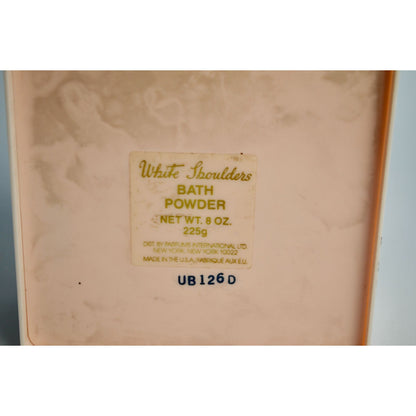 White Shoulders
BATH
POWDER
NET WT. 8 OZ.
225g
DIST. BY PARFUMS INTERNATIONAL LTD.
NEW YORK, NEW YORK 10022
MADE IN THE U.S.A./FABRIQUE AUX E.U.
UB126D